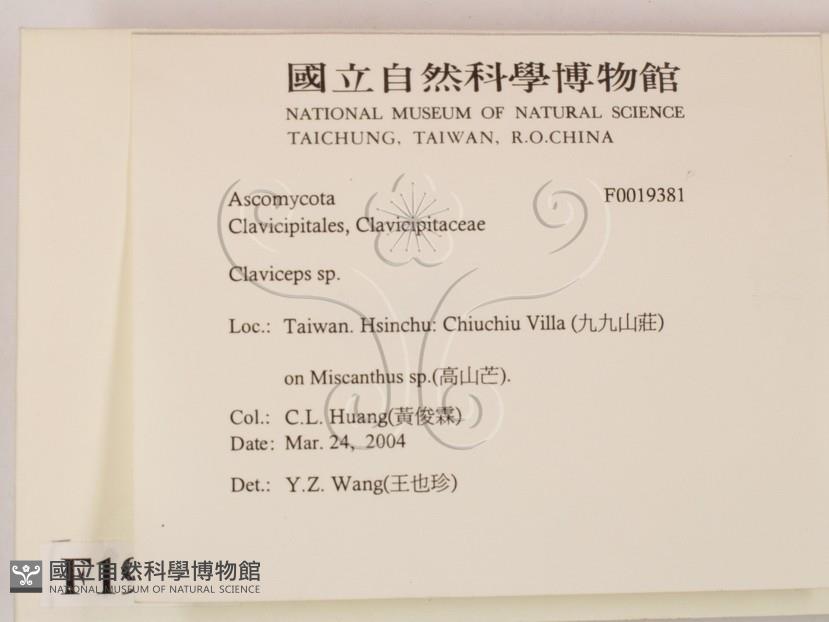 國立自然科學博物館
NATIONAL MUSEUM OF NATURAL SCIENCE
TAICHUNG, TAIWAN, R.O.CHINA
Ascomycota F0019381
Clavicipitales, Clavicipitaceae
Claviceps sp.
Loc.: Taiwan. Hsinchu: Chiuchiu Villa (九九山莊)
on Miscanthus sp.(高山芒).
Col.: C.L. Huang(黃俊霖)
Date: Mar. 24, 2004
Det.: Y.Z. Wang(王也珍)
F19
國立自然科學博物館
NATIONAL MUSEUM OF NATURAL SCIENCE